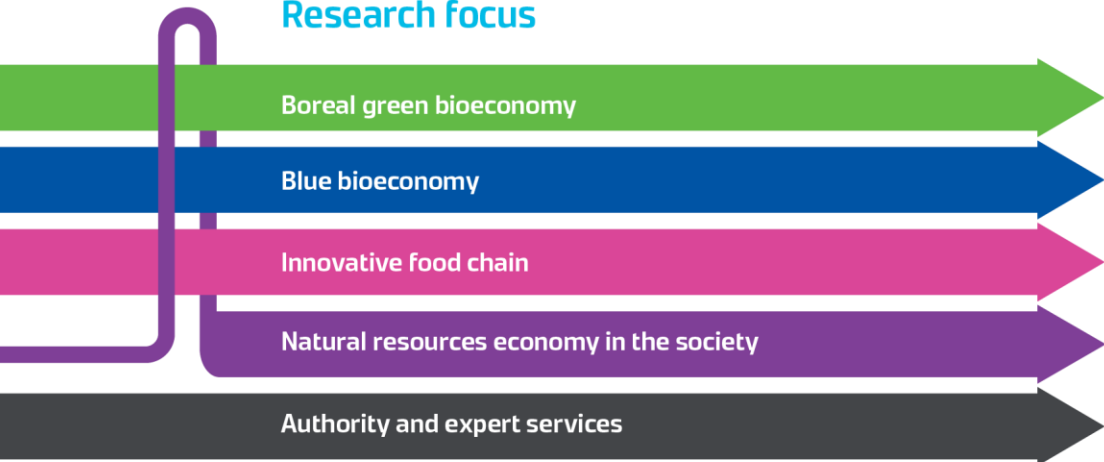 Research focus
Boreal green bioeconomy
Blue bioeconomy
Innovative food chain
Natural resources economy in the society
Authority and expert services